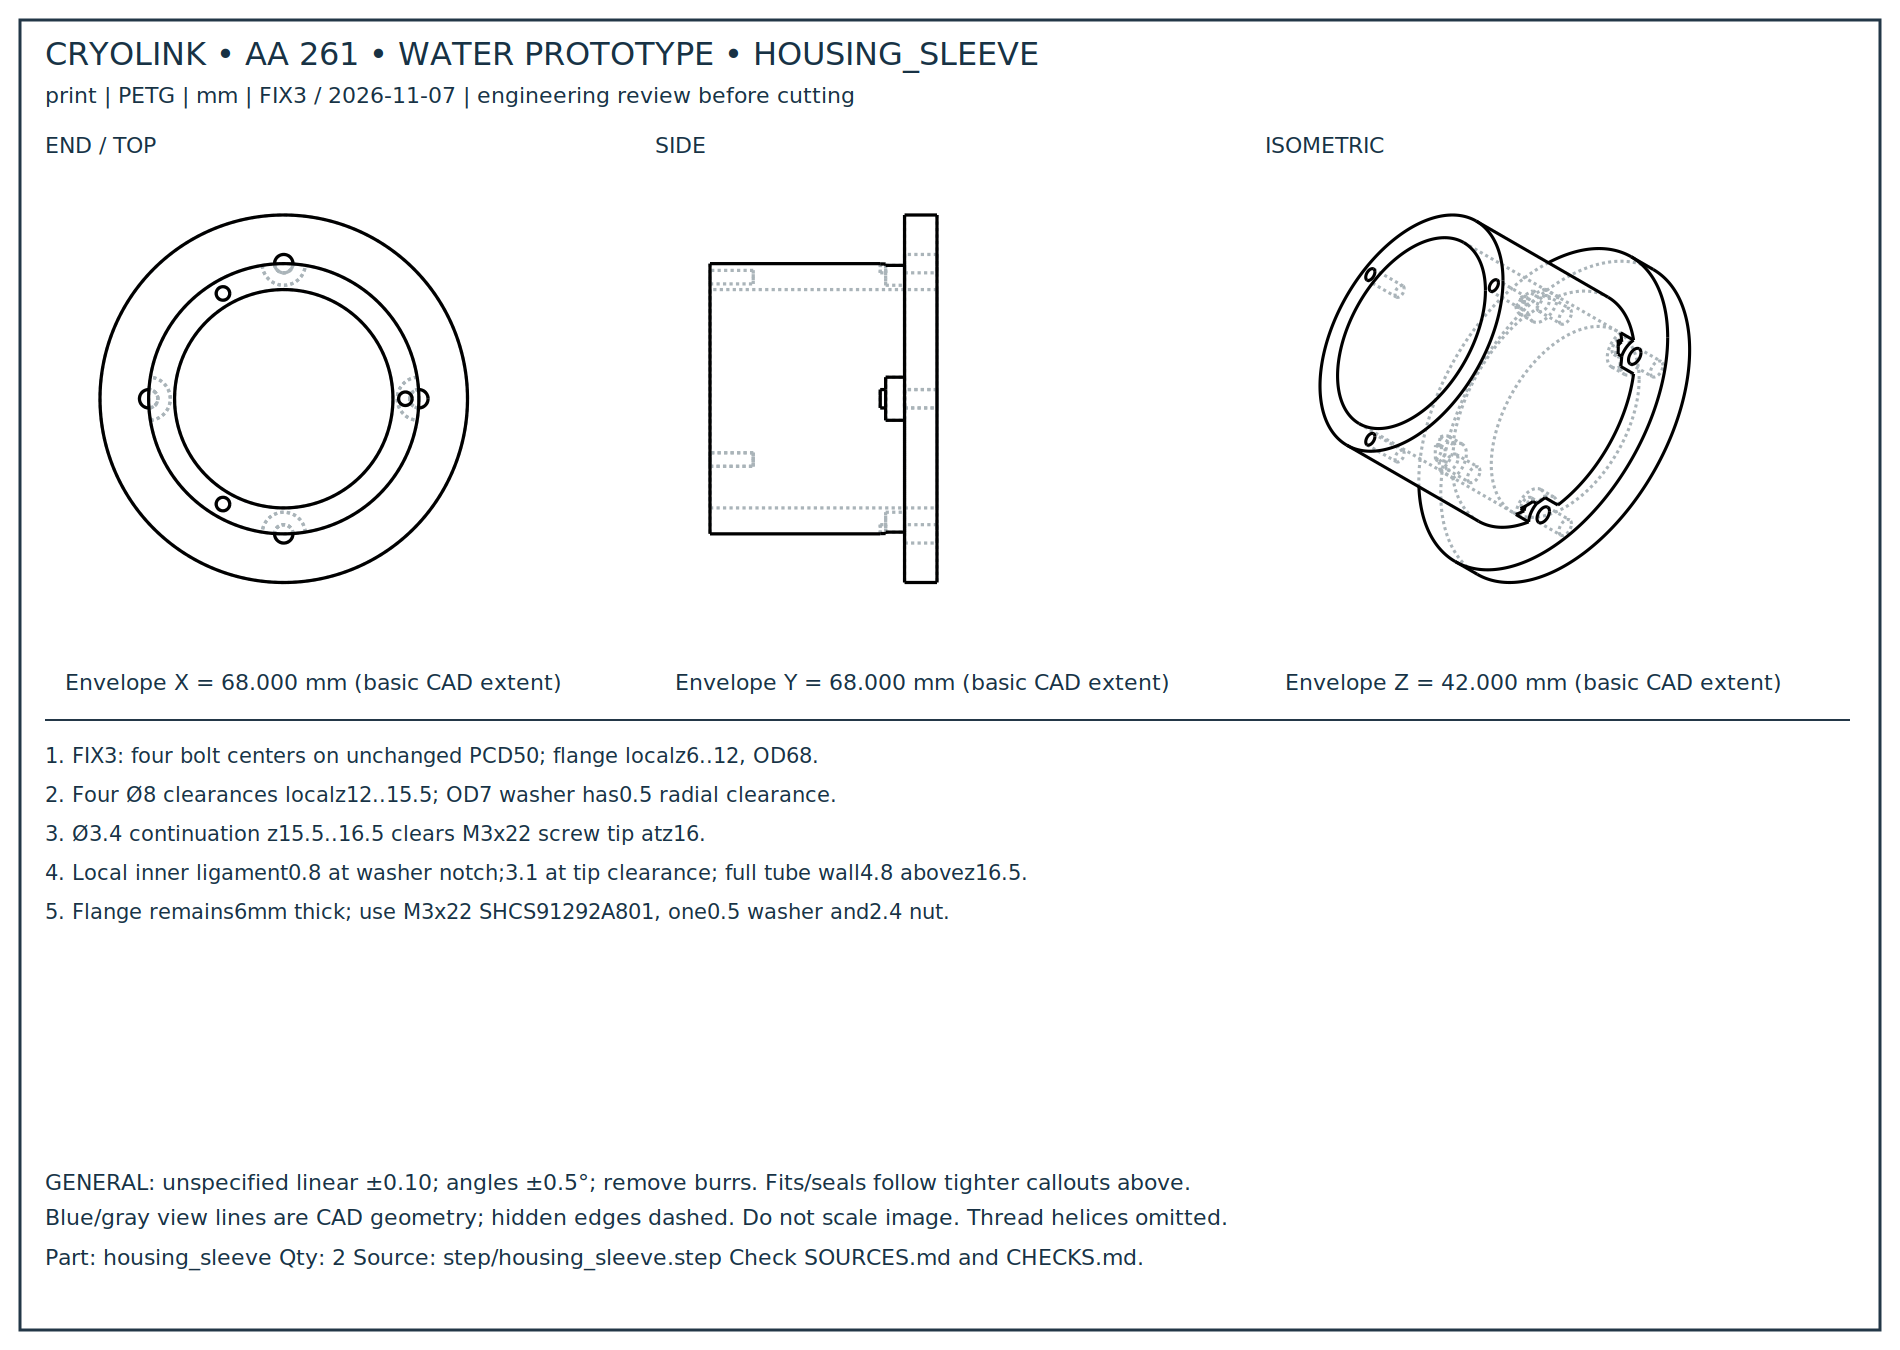 CRYOLINK • AA 261 • WATER PROTOTYPE • HOUSING_SLEEVE
print | PETG | mm | FIX3 / 2026-11-07 | engineering review before cutting
END / TOP
SIDE
ISOMETRIC
Envelope X = 68.000 mm (basic CAD extent)
Envelope Y = 68.000 mm (basic CAD extent)
Envelope Z = 42.000 mm (basic CAD extent)
1. FIX3: four bolt centers on unchanged PCD50; flange localz6..12, OD68.
2. Four Ø8 clearances localz12..15.5; OD7 washer has0.5 radial clearance.
3. Ø3.4 continuation z15.5..16.5 clears M3x22 screw tip atz16.
4. Local inner ligament0.8 at washer notch;3.1 at tip clearance; full tube wall4.8 abovez16.5.
5. Flange remains6mm thick; use M3x22 SHCS91292A801, one0.5 washer and2.4 nut.
GENERAL: unspecified linear ±0.10; angles ±0.5°; remove burrs. Fits/seals follow tighter callouts above.
Blue/gray view lines are CAD geometry; hidden edges dashed. Do not scale image. Thread helices omitted.
Part: housing_sleeve Qty: 2 Source: step/housing_sleeve.step Check SOURCES.md and CHECKS.md.